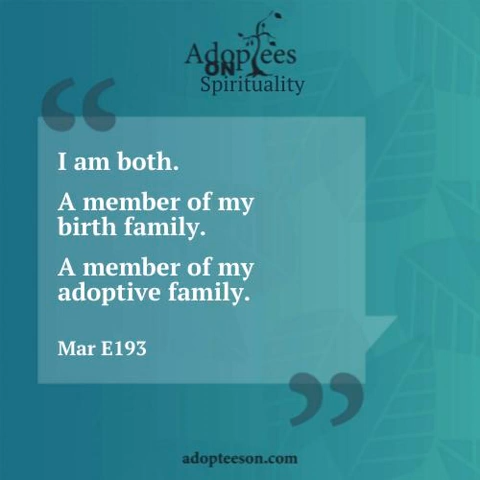 Adoptees
ON
Spirituality
I am both.
A member of my
birth family.
A member of my
adoptive family.
Mar E193
adopteeson.com